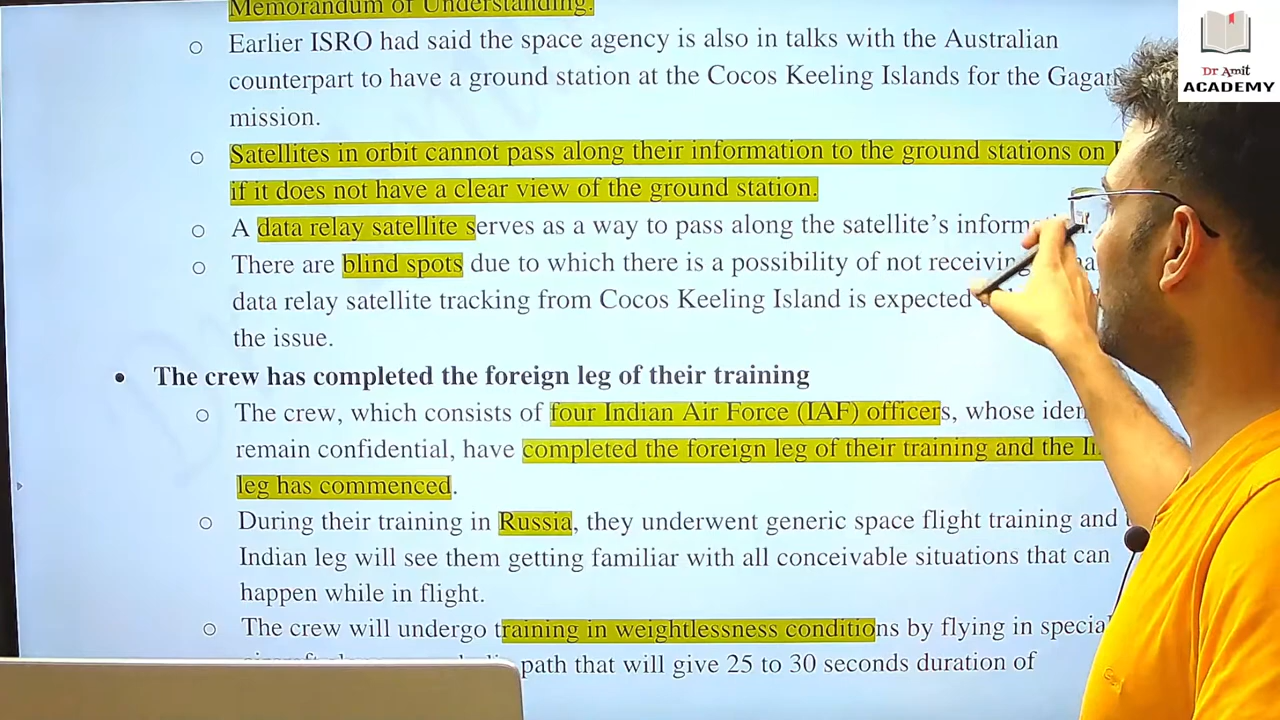 Memorandum of Understanding.
Dr Amit
ACADEMY
○ Earlier ISRO had said the space agency is also in talks with the Australian
counterpart to have a ground station at the Cocos Keeling Islands for the
mission.
○ Satellites in orbit cannot pass along their information to the ground stations on
if it does not have a clear view of the ground station.
○ A data relay satellite serves as a way to pass along the satellite's
○ There are blind spots due to which there is a possibility of not receiving
data relay satellite tracking from Cocos Keeling Island is expected
the issue.
• The crew has completed the foreign leg of their training
○ The crew, which consists of four Indian Air Force (IAF) officers, whose
remain confidential, have completed the foreign leg of their training and the
leg has commenced.
○ During their training in Russia, they underwent generic space flight training and
Indian leg will see them getting familiar with all conceivable situations that can
happen while in flight.
○ The crew will undergo training in weightlessness conditions by flying in special
path that will give 25 to 30 seconds duration of